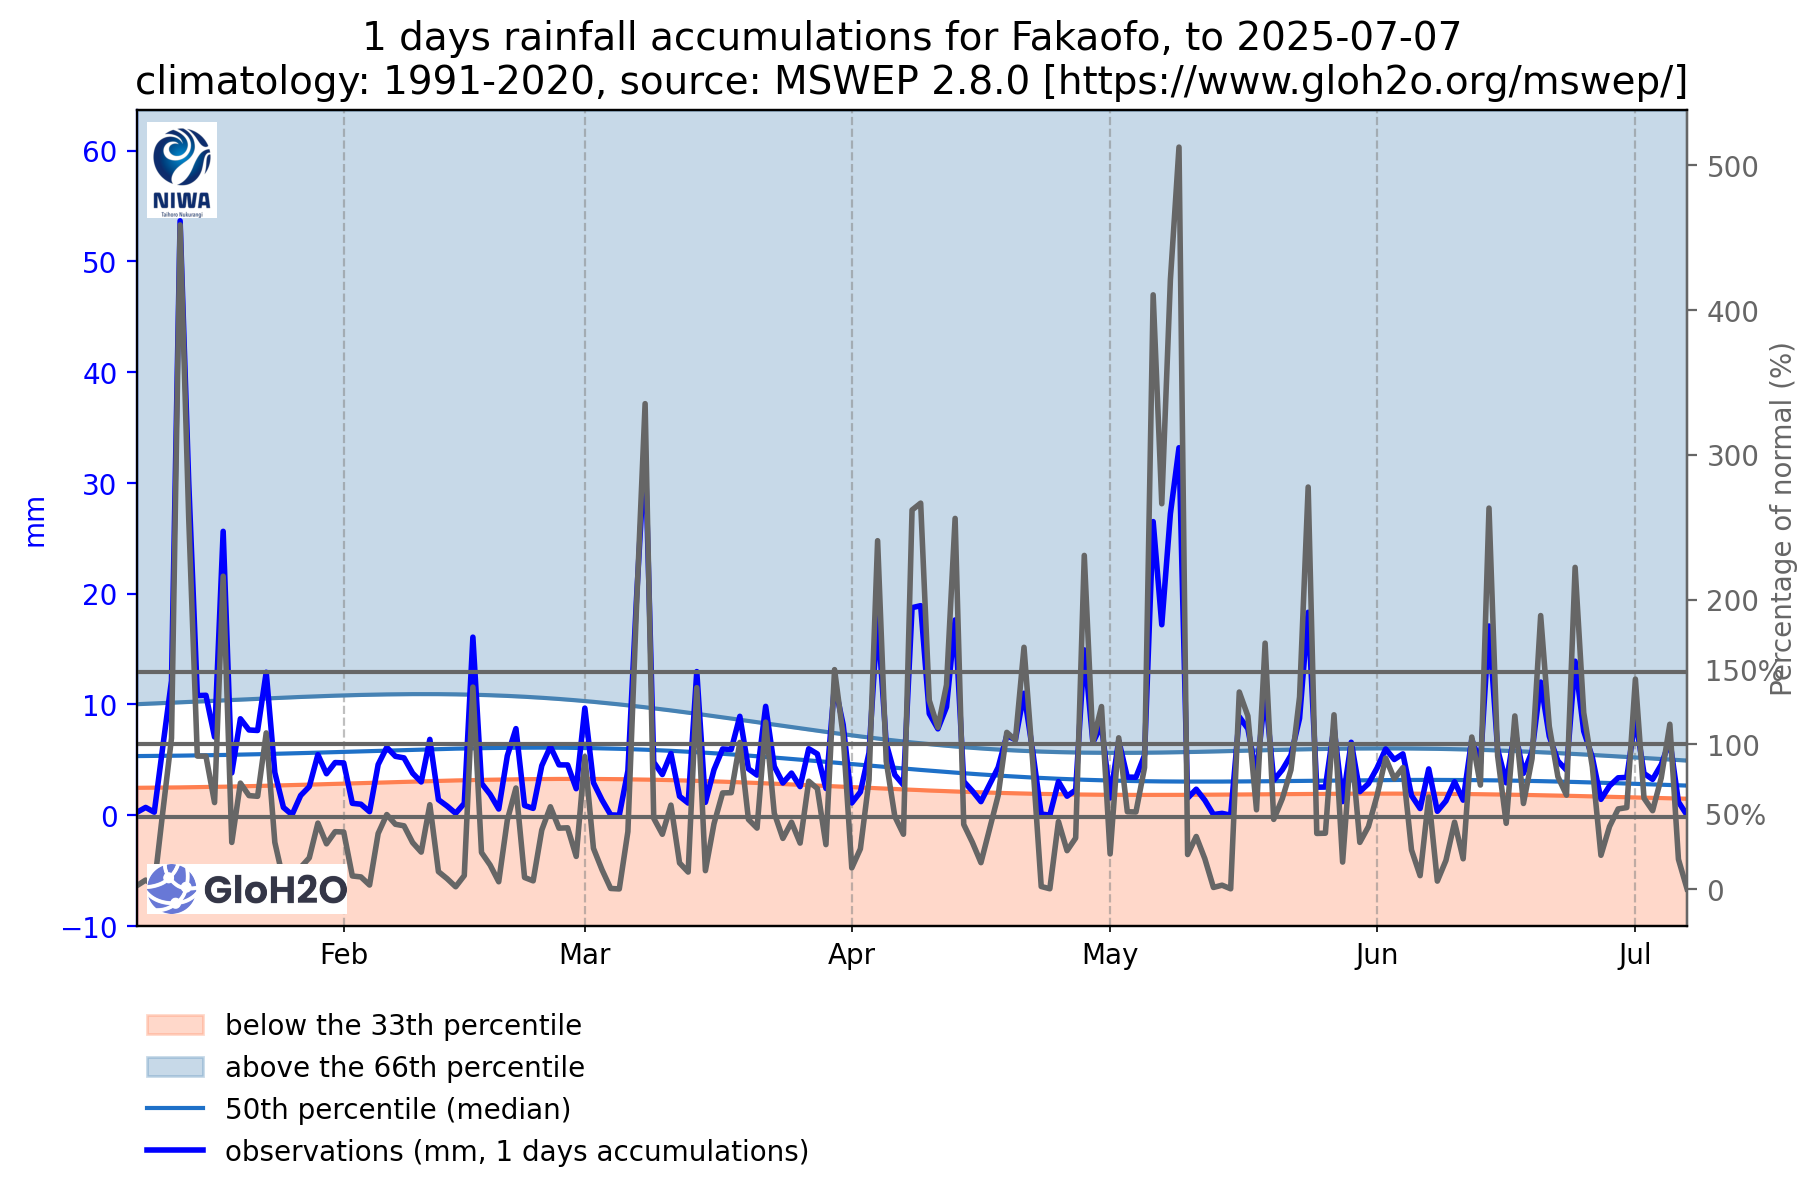 1 days rainfall accumulations for Fakaofo, to 2025-07-07
climatology: 1991-2020, source: MSWEP 2.8.0 [https://www.gloh2o.org/mswep/]
NIWA
Taihoro Nukurangi
60
50
40
30
20
10
0
−10
mm
500
400
300
200
150%
100
50%
0
Percentage of normal (%)
GloH2O
Feb
Mar
Apr
May
Jun
Jul
below the 33th percentile
above the 66th percentile
50th percentile (median)
observations (mm, 1 days accumulations)